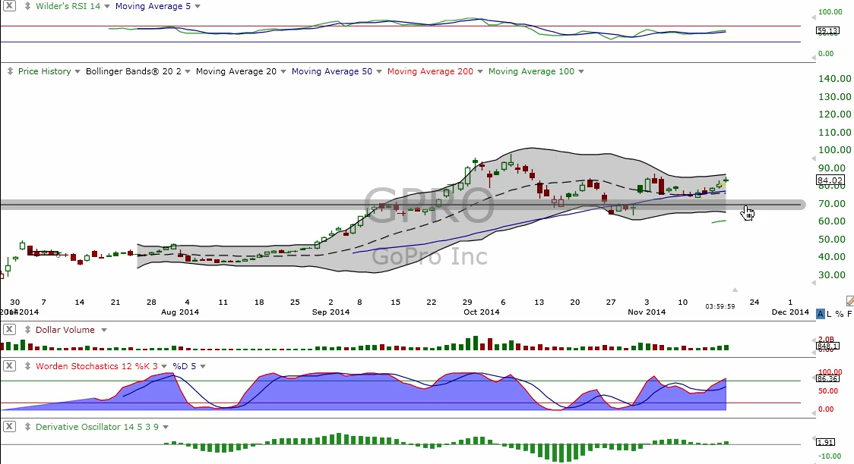 Wilder's RSI 14 Moving Average 5
100.00
59.13
0.00
Price History Bollinger Bands® 20 2 Moving Average 20 Moving Average 50 Moving Average 200 Moving Average 100
140.00
130.00
120.00
110.00
100.00
90.00
84.02
80.00
70.00
60.00
50.00
40.00
30.00
GPRO
GoPro Inc
30 7 14 21 28 4 11 18 25 8 15 22 29 6 13 20 27 3 10 24 1
2014 Aug 2014 Sep 2014 Oct 2014 Nov 2014 03:59:59 Dec 2014
A L % F
Dollar Volume
2.0B
848.1
Worden Stochastics 12 %K 3 %D 5
100.00
86.36
50.00
0.00
Derivative Oscillator 14 5 3 9
1.91
-10.00